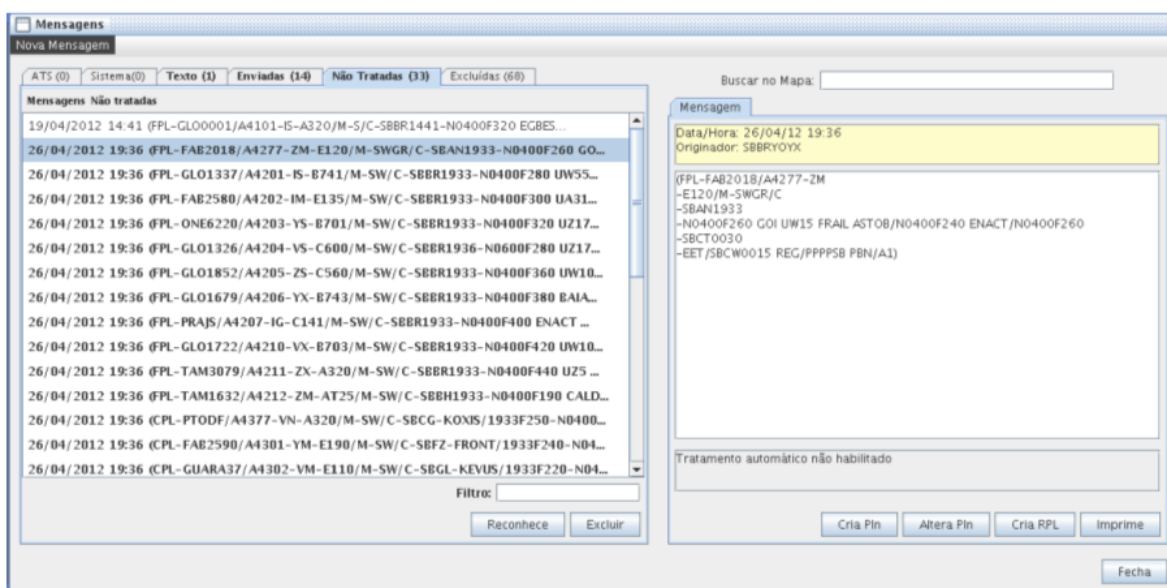 Mensagens
Nova Mensagem
ATS (0) Sistema(0) Texto (1) Enviadas (14) Não Tratadas (33) Excluídas (68)
Mensagens Não tratadas
19/04/2012 14:41 (FPL-GLO0001/A4101-IS-A320/M-S/C-SBBR1441-N0400F320 EGBES...
26/04/2012 19:36 (FPL-FAB2018/A4277-ZM-E120/M-SWGR/C-SBAN1933-N0400F260 GO...
26/04/2012 19:36 (FPL-GLO1337/A4201-IS-B741/M-SW/C-SBBR1933-N0400F280 UW55...
26/04/2012 19:36 (FPL-FAB2580/A4202-IM-E135/M-SW/C-SBBR1933-N0400F300 UA31...
26/04/2012 19:36 (FPL-ONE6220/A4203-YS-B701/M-SW/C-SBBR1933-N0400F320 UZ17...
26/04/2012 19:36 (FPL-GLO1326/A4204-VS-C600/M-SW/C-SBBR1936-N0600F280 UZ17...
26/04/2012 19:36 (FPL-GLO1852/A4205-ZS-C560/M-SW/C-SBBR1933-N0400F360 UW10...
26/04/2012 19:36 (FPL-GLO1679/A4206-YX-B743/M-SW/C-SBBR1933-N0400F380 BAIA...
26/04/2012 19:36 (FPL-PRAJS/A4207-IG-C141/M-SW/C-SBBR1933-N0400F400 ENACT ...
26/04/2012 19:36 (FPL-GLO1722/A4210-VX-B703/M-SW/C-SBBR1933-N0400F420 UW10...
26/04/2012 19:36 (FPL-TAM3079/A4211-ZX-A320/M-SW/C-SBBR1933-N0400F440 UZ5 ...
26/04/2012 19:36 (FPL-TAM1632/A4212-ZM-AT25/M-SW/C-SBBH1933-N0400F190 CALD...
26/04/2012 19:36 (CPL-PTODF/A4377-VN-A320/M-SW/C-SBCG-KOXIS/1933F250-N0400...
26/04/2012 19:36 (CPL-FAB2590/A4301-YM-E190/M-SW/C-SBFZ-FRONT/1933F240-N04...
26/04/2012 19:36 (CPL-GUARA37/A4302-VM-E110/M-SW/C-SBGL-KEVUS/1933F220-N04...
Filtro:
Reconhece Excluir
Buscar no Mapa:
Mensagem
Data/Hora: 26/04/12 19:36
Originador: SBBRYOYX
(FPL-FAB2018/A4277-ZM
-E120/M-SWGR/C
-SBAN1933
-N0400F260 GOI UW15 FRAIL ASTOB/N0400F240 ENACT/N0400F260
-SBCT0030
-EET/SBCW0015 REG/PPPPSB PBN/A1)
Tratamento automático não habilitado
Cria Pln Altera Pln Cria RPL Imprime
Fecha